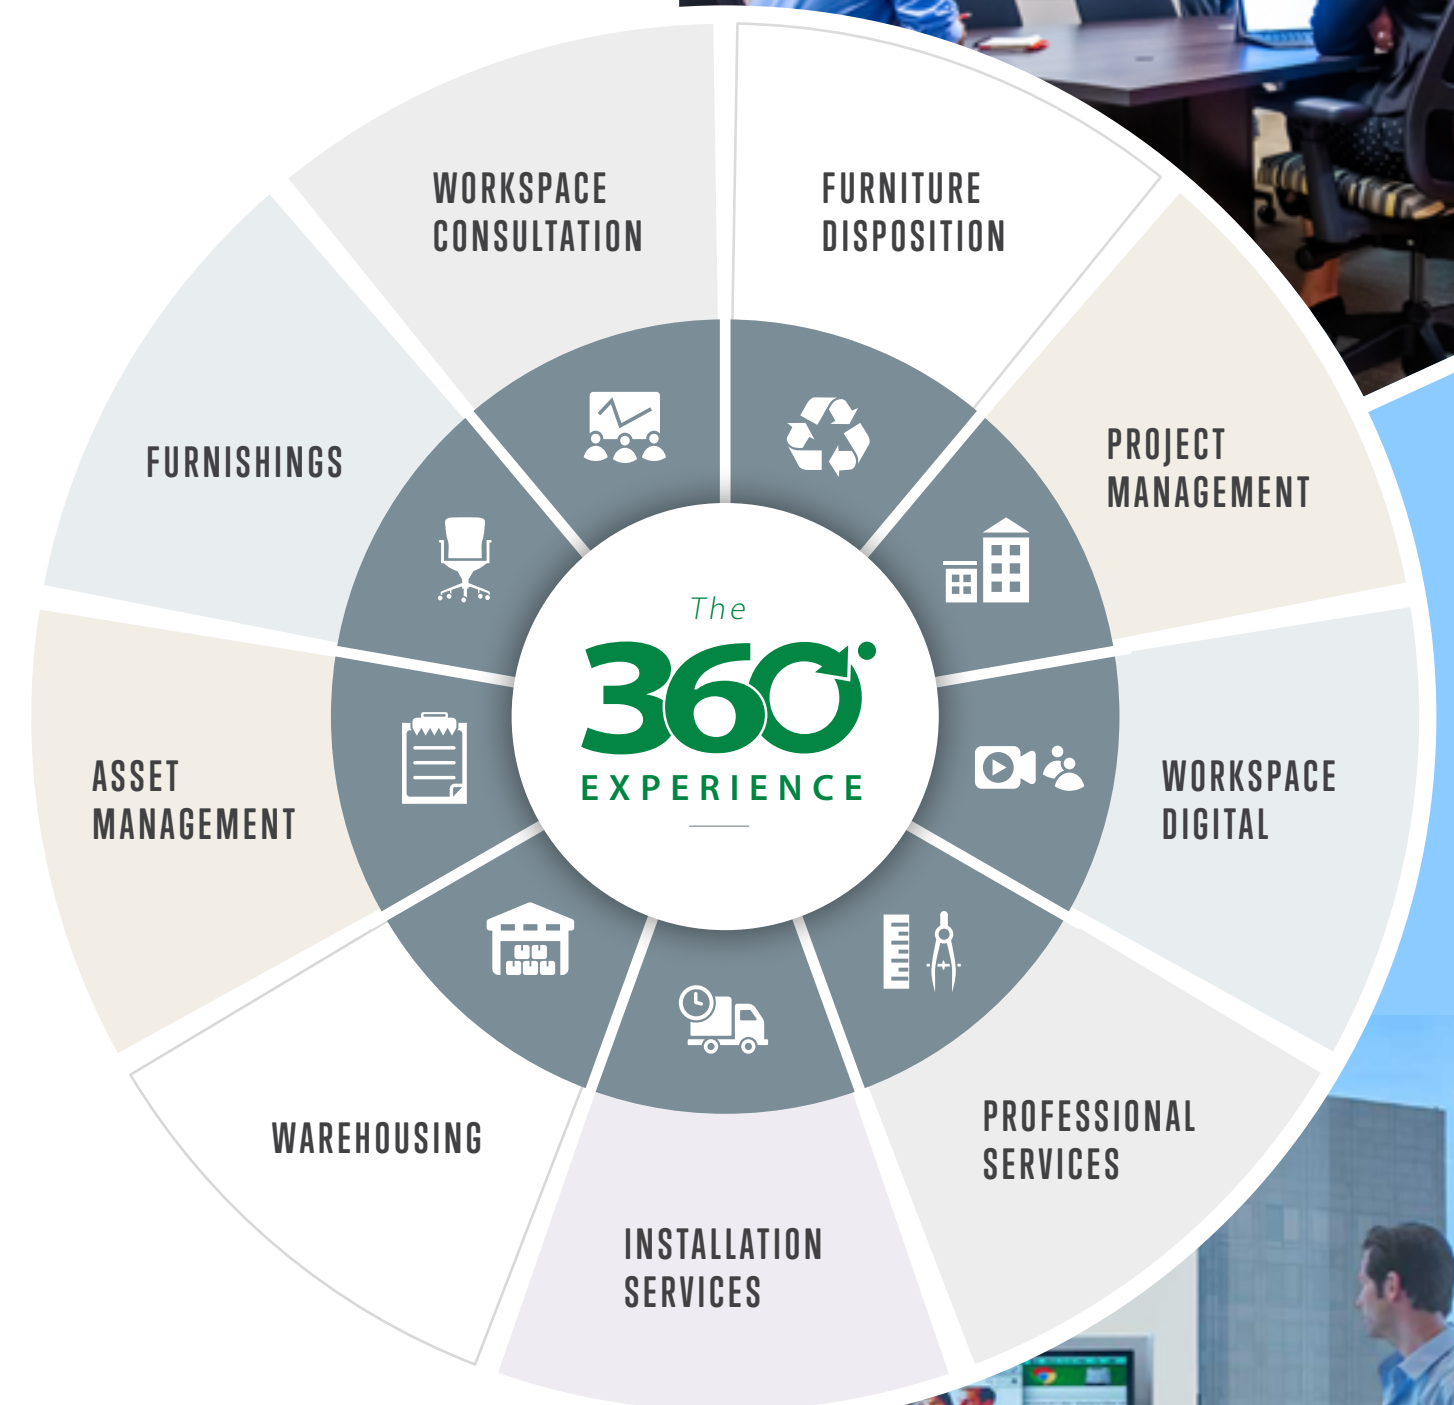 WORKSPACE
CONSULTATION
FURNITURE
DISPOSITION
PROJECT
MANAGEMENT
WORKSPACE
DIGITAL
PROFESSIONAL
SERVICES
INSTALLATION
SERVICES
WAREHOUSING
ASSET
MANAGEMENT
FURNISHINGS
The
360°
EXPERIENCE